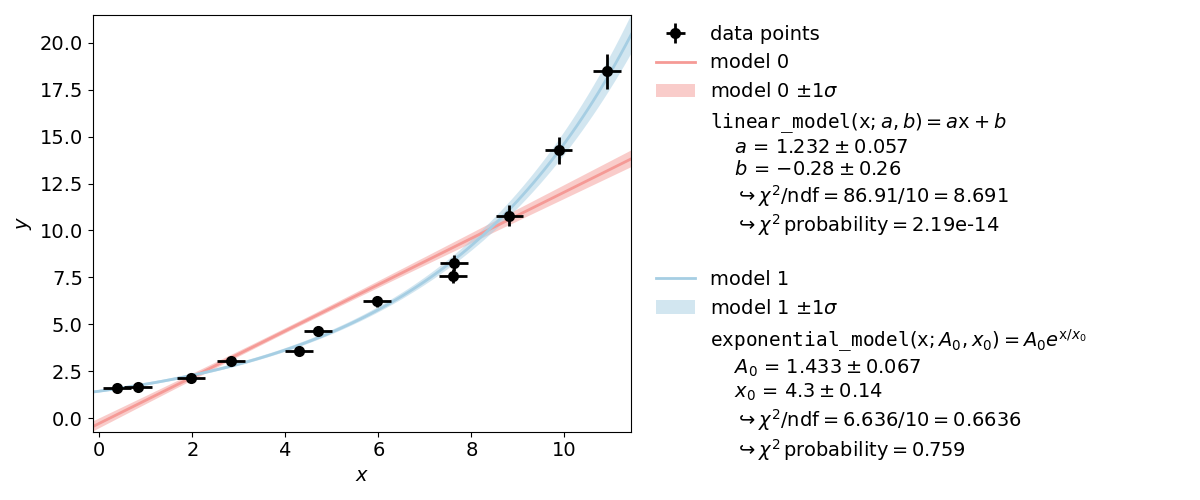 20.0
17.5
15.0
12.5
10.0
7.5
5.0
2.5
0.0
y
0 2 4 6 8 10
x
data points
model 0
model 0 ±1σ
linear_model(x; a, b) = ax + b
a = 1.232 ± 0.057
b = −0.28 ± 0.26
↪ χ²/ndf = 86.91/10 = 8.691
↪ χ² probability = 2.19e-14
model 1
model 1 ±1σ
exponential_model(x; A₀, x₀) = A₀e^{x/x₀}
A₀ = 1.433 ± 0.067
x₀ = 4.3 ± 0.14
↪ χ²/ndf = 6.636/10 = 0.6636
↪ χ² probability = 0.759